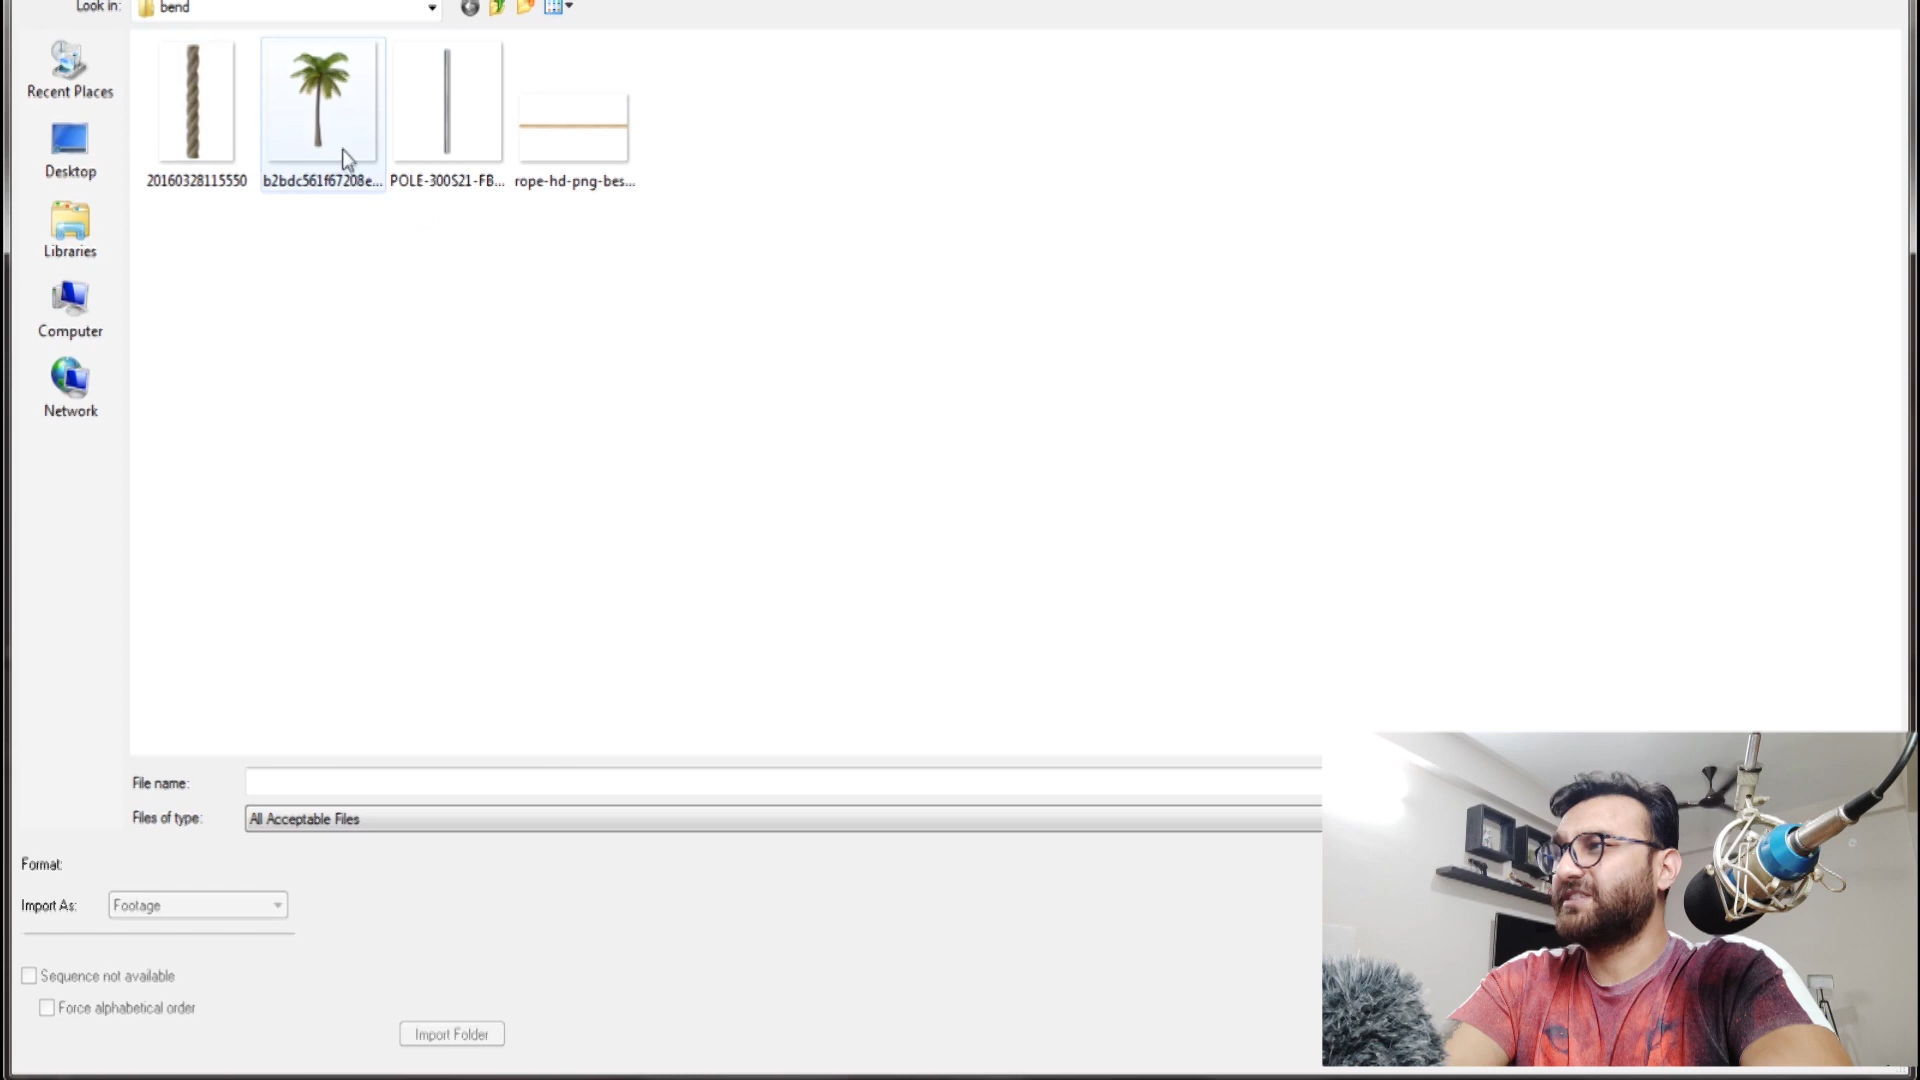 Look in:
bend
Recent Places
Desktop
Libraries
Computer
Network
20160328115550
b2bdc561f67208e...
POLE-300S21-FB...
rope-hd-png-bes...
File name:
Files of type:
All Acceptable Files
Format:
Import As:
Footage
Sequence not available
Force alphabetical order
Import Folder